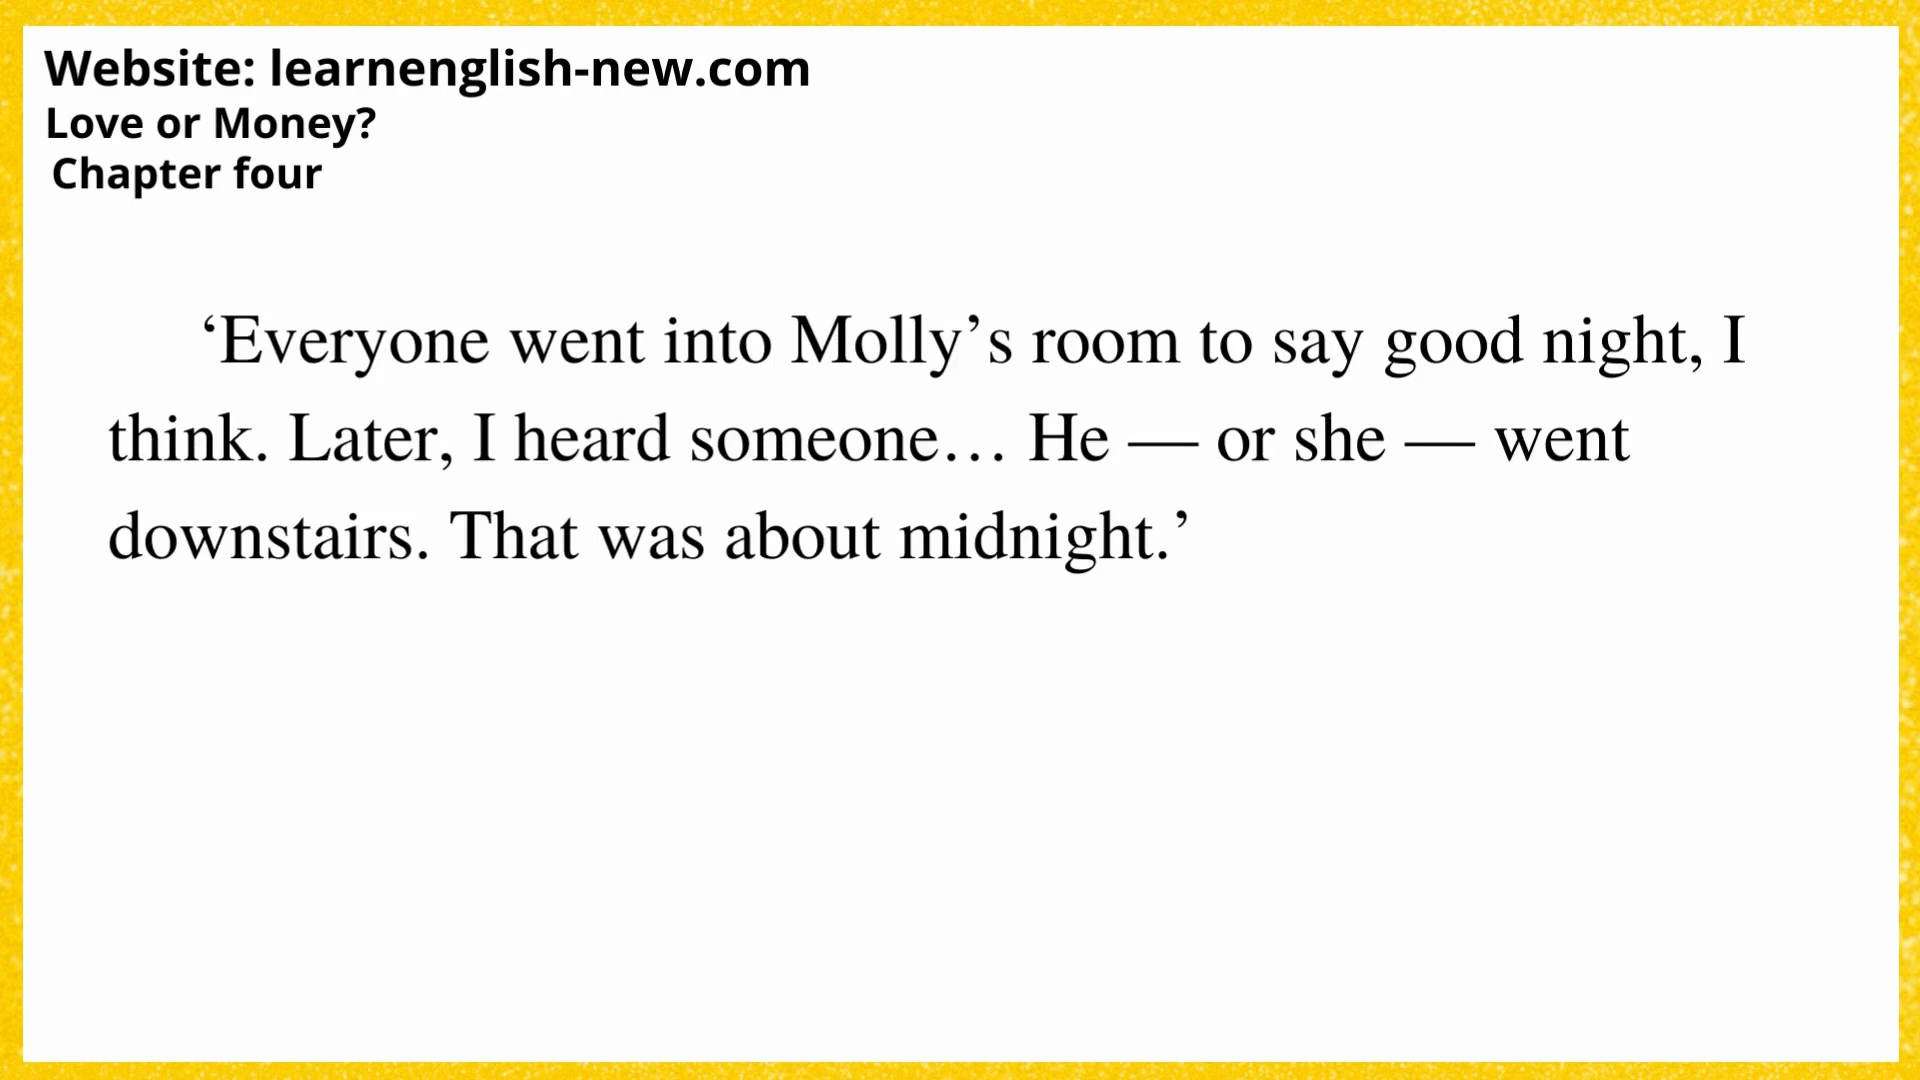 Website: learnenglish-new.com
Love or Money?
Chapter four
‘Everyone went into Molly’s room to say good night, I
think. Later, I heard someone… He — or she — went
downstairs. That was about midnight.’